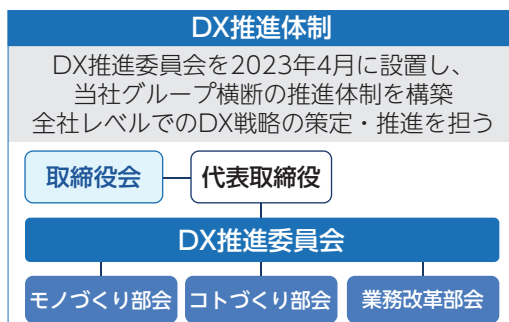 DX推進体制
DX推進委員会を2023年4月に設置し、
当社グループ横断の推進体制を構築
全社レベルでのDX戦略の策定・推進を担う
取締役会 代表取締役
DX推進委員会
モノづくり部会 コトづくり部会 業務改革部会